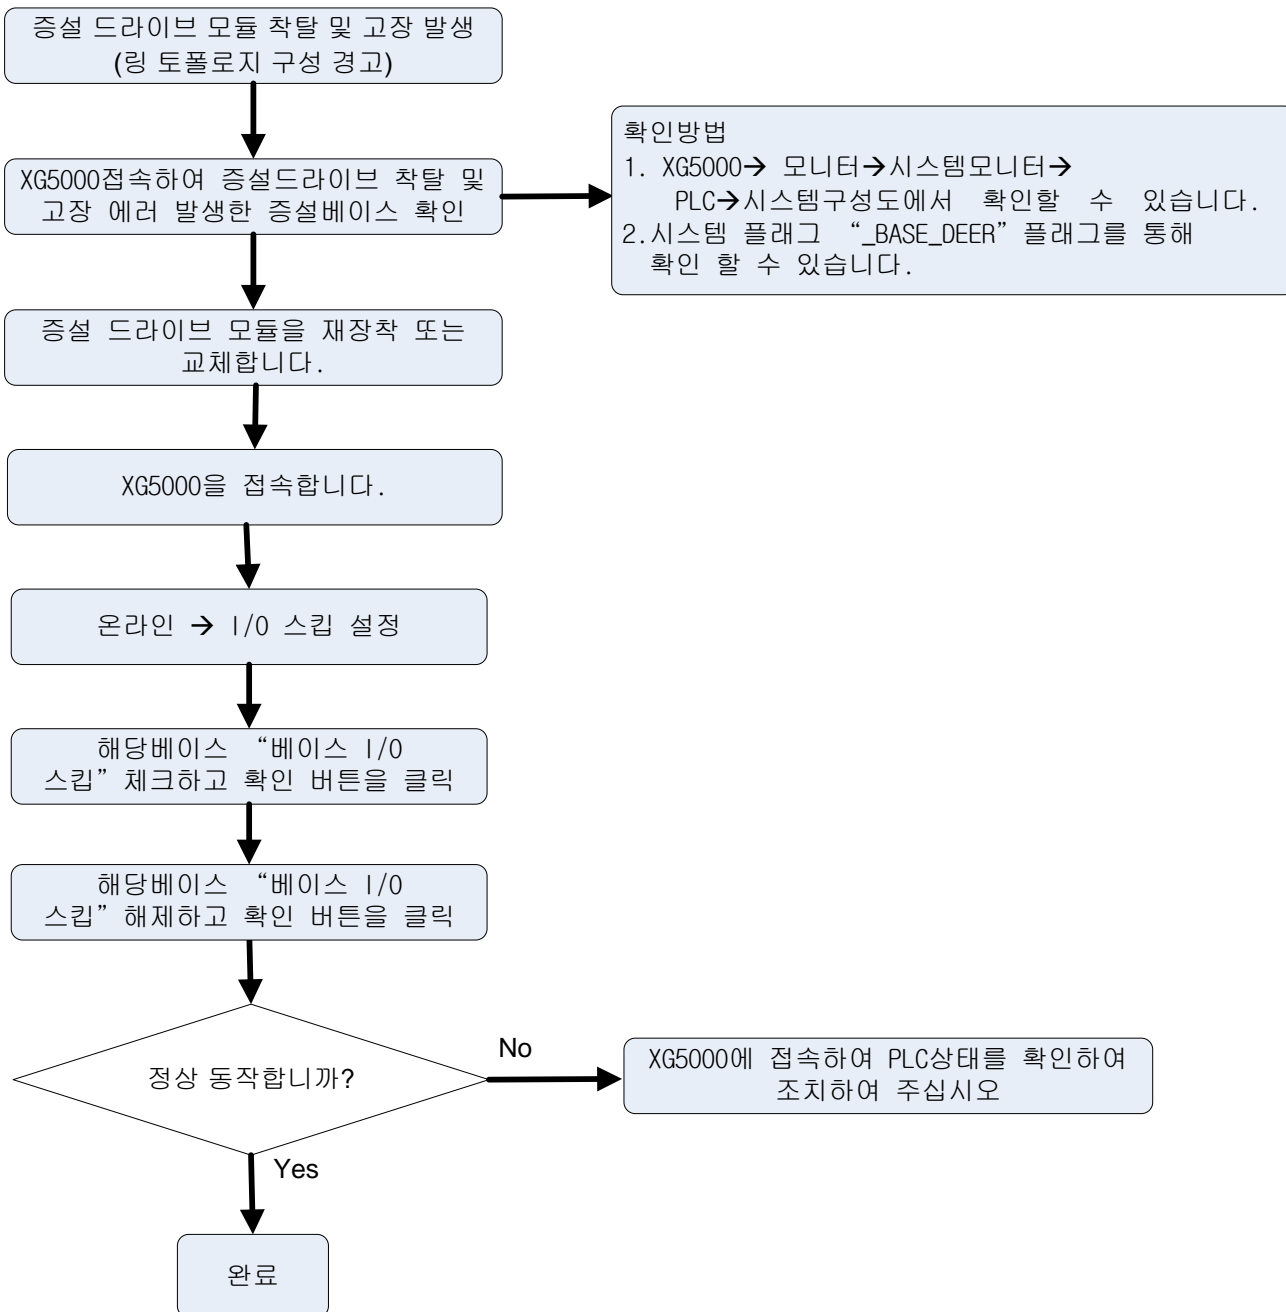 증설 드라이브 모듈 착탈 및 고장 발생
(링 토폴로지 구성 경고)
XG5000접속하여 증설드라이브 착탈 및
고장 에러 발생한 증설베이스 확인
확인방법
1. XG5000→ 모니터→시스템모니터→
PLC→시스템구성도에서 확인할 수 있습니다.
2.시스템 플래그 “_BASE_DEER”플래그를 통해
확인 할 수 있습니다.
증설 드라이브 모듈을 재장착 또는
교체합니다.
XG5000을 접속합니다.
온라인 → I/O 스킵 설정
해당베이스 “베이스 I/O
스킵”체크하고 확인 버튼을 클릭
해당베이스 “베이스 I/O
스킵”해제하고 확인 버튼을 클릭
정상 동작합니까?
No
XG5000에 접속하여 PLC상태를 확인하여
조치하여 주십시오
Yes
완료